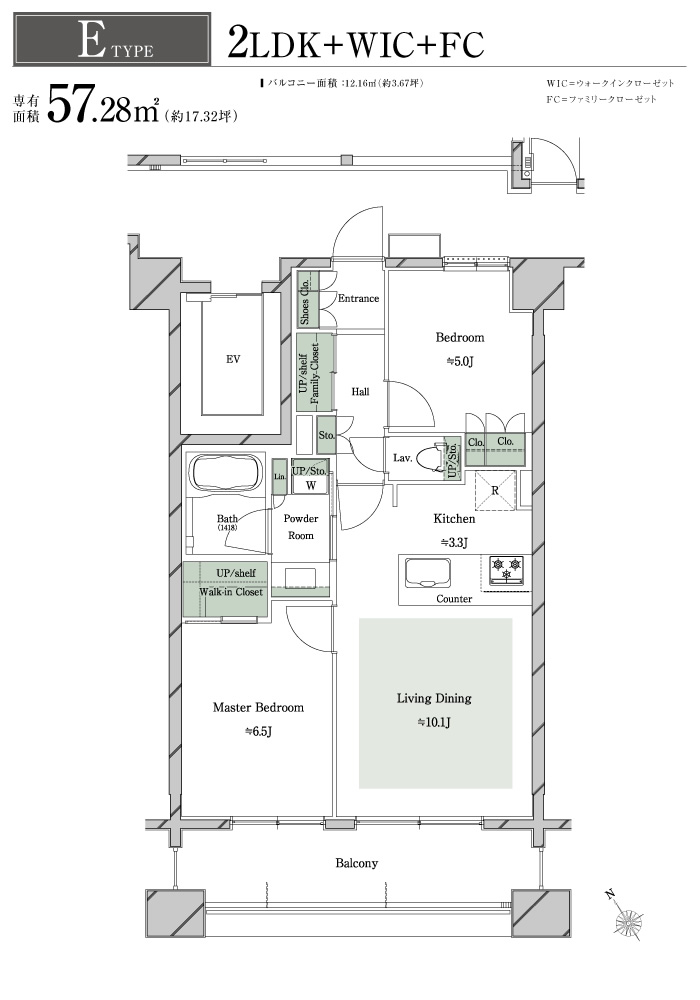 E TYPE
2LDK+WIC+FC
専有面積 57.28㎡(約17.32坪)
バルコニー面積:12.16㎡(約3.67坪)
WIC=ウォークインクローゼット
FC=ファミリークローゼット
Shoes Clo.
Entrance
Bedroom
≒5.0J
EV
UP/shelf
Family Closet
Hall
Sto.
Clo.
Clo.
Lav.
UP/Sto.
Lin.
UP/Sto.
W
R
Bath
(1418)
Powder
Room
Kitchen
≒3.3J
UP/shelf
Walk-in Closet
Counter
Living Dining
≒10.1J
Master Bedroom
≒6.5J
Balcony
N